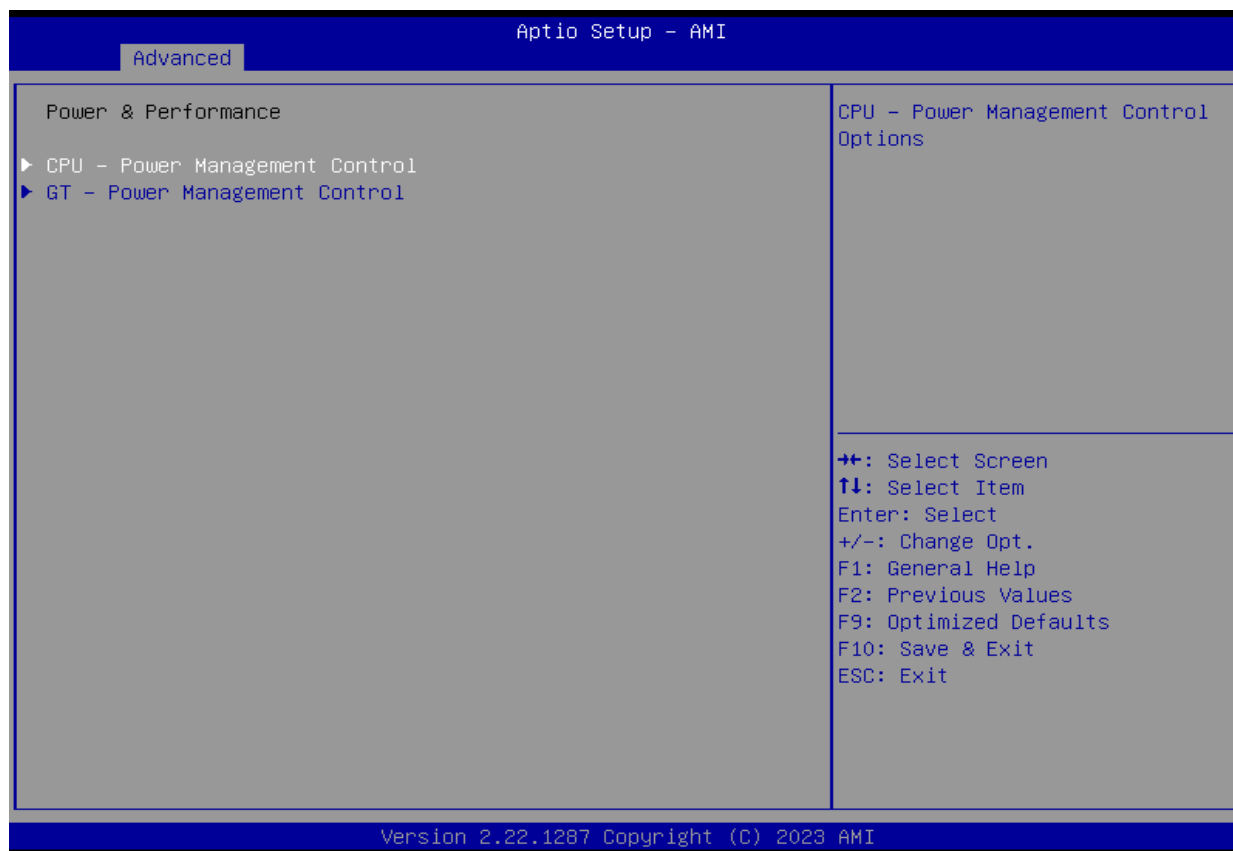 Aptio Setup – AMI
Advanced
Power & Performance
▶ CPU – Power Management Control
▶ GT – Power Management Control
CPU – Power Management Control
Options
→←: Select Screen
↑↓: Select Item
Enter: Select
+/-: Change Opt.
F1: General Help
F2: Previous Values
F9: Optimized Defaults
F10: Save & Exit
ESC: Exit
Version 2.22.1287 Copyright (C) 2023 AMI